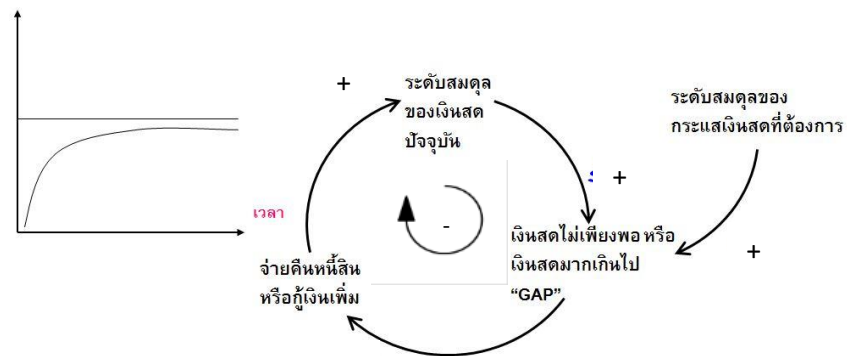 +
ระดับสมดุล
ของเงินสด
ปัจจุบัน
ระดับสมดุลของ
กระแสเงินสดที่ต้องการ
+
เวลา
-
เงินสดไม่เพียงพอ หรือ
เงินสดมากเกินไป
“GAP”
+
จ่ายคืนหนี้สิน
หรือกู้เงินเพิ่ม